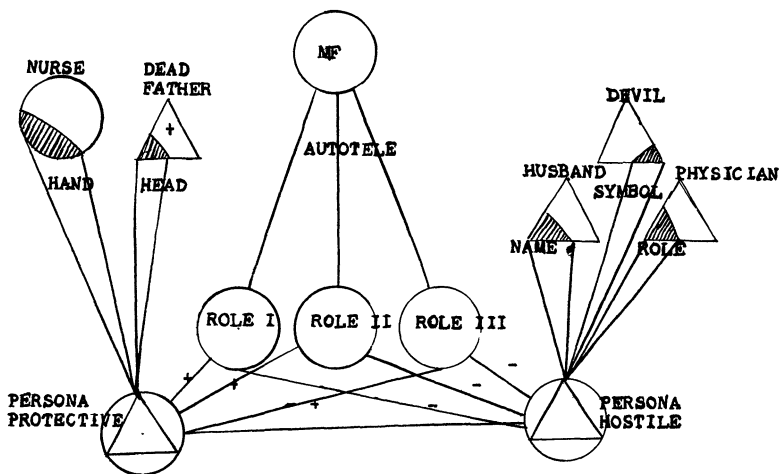 MF
NURSE
DEAD
FATHER
+
HAND
HEAD
AUTOTELE
DEVIL
HUSBAND
SYMBOL
PHYSICIAN
NAME
ROLE
ROLE I
ROLE II
ROLE III
+
+
-
+
-
-
-
PERSONA
PROTECTIVE
PERSONA
HOSTILE